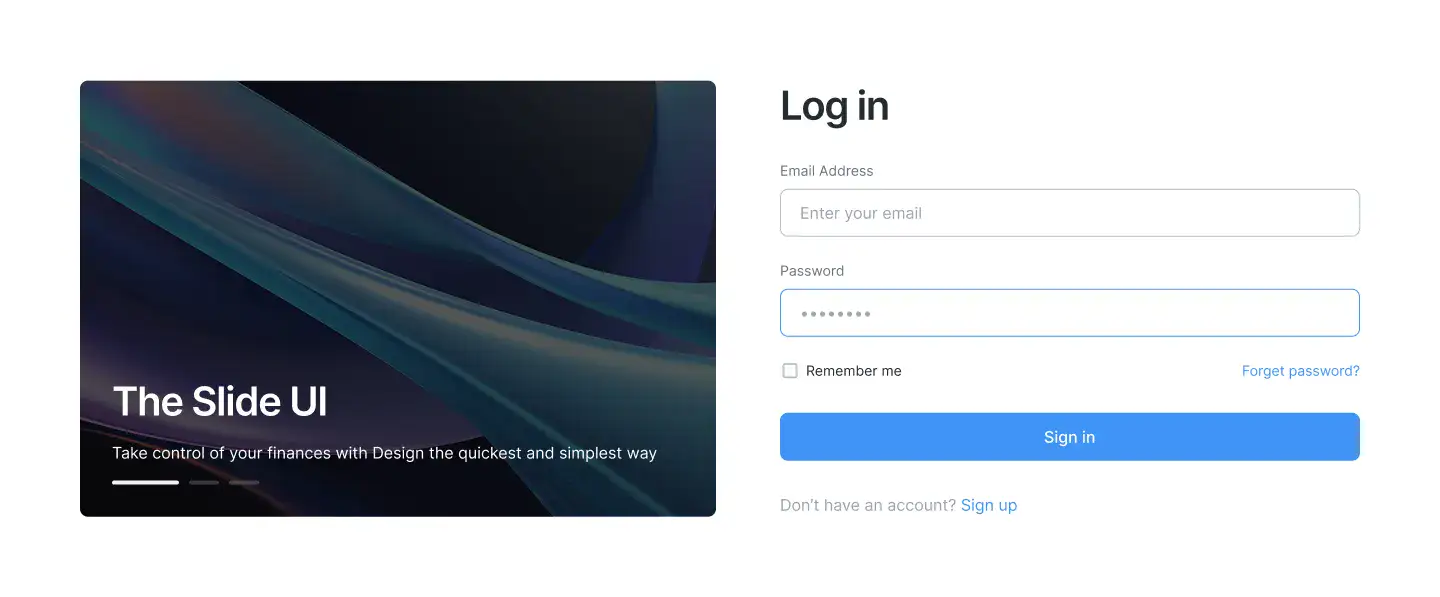 The Slide UI
Take control of your finances with Design the quickest and simplest way
Log in
Email Address
Enter your email
Password
••••••••
Remember me
Forget password?
Sign in
Don't have an account? Sign up